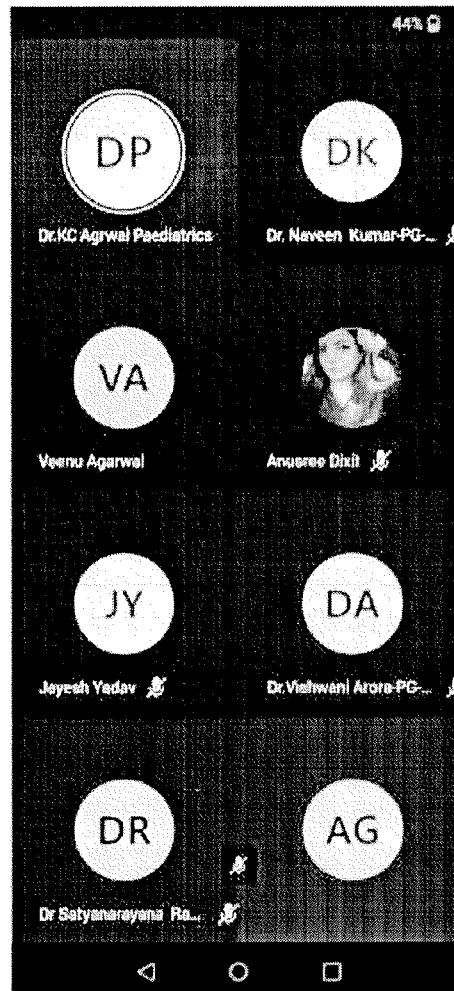 44%
DP DK
Dr.KC Agrwal Paediatrics Dr. Naveen Kumar-PG-...
VA
Veenu Agarwal Anusree Dixit
JY DA
Jayesh Yadav Dr.Vishwani Arora-PG-...
DR AG
Dr Satyanarayana Ra...